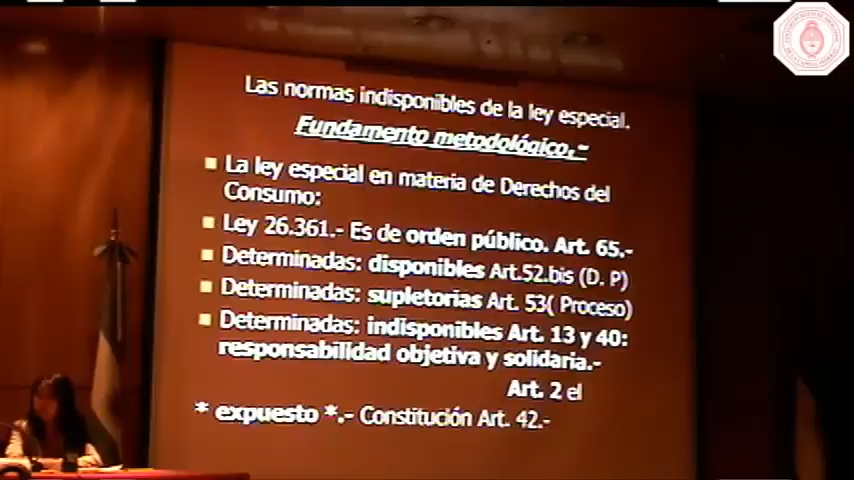 Las normas indisponibles de la ley especial.
Fundamento metodológico.-
La ley especial en materia de Derechos del
Consumo:
Ley 26.361.- Es de orden público. Art. 65.-
Determinadas: disponibles Art.52.bis (D. P)
Determinadas: supletorias Art. 53( Proceso)
Determinadas: indisponibles Art. 13 y 40:
responsabilidad objetiva y solidaria.-
Art. 2 el
* expuesto *.- Constitución Art. 42.-